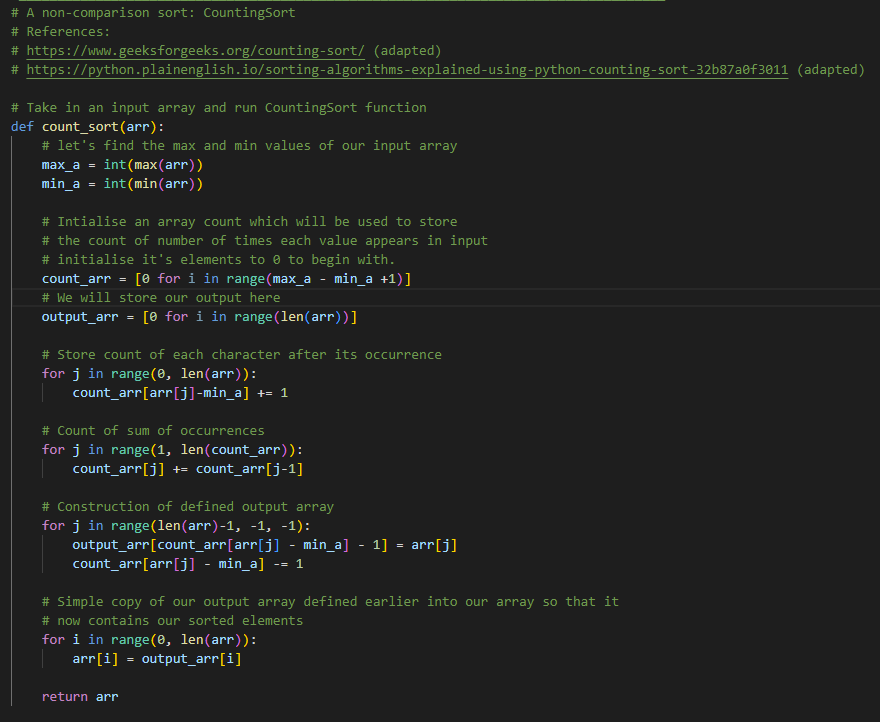 # A non-comparison sort: CountingSort
# References:
# https://www.geeksforgeeks.org/counting-sort/ (adapted)
# https://python.plainenglish.io/sorting-algorithms-explained-using-python-counting-sort-32b87a0f3011 (adapted)

# Take in an input array and run CountingSort function
def count_sort(arr):
    # let's find the max and min values of our input array
    max_a = int(max(arr))
    min_a = int(min(arr))

    # Intialise an array count which will be used to store
    # the count of number of times each value appears in input
    # initialise it's elements to 0 to begin with.
    count_arr = [0 for i in range(max_a - min_a +1)]
    # We will store our output here
    output_arr = [0 for i in range(len(arr))]

    # Store count of each character after its occurrence
    for j in range(0, len(arr)):
        count_arr[arr[j]-min_a] += 1

    # Count of sum of occurrences
    for j in range(1, len(count_arr)):
        count_arr[j] += count_arr[j-1]

    # Construction of defined output array
    for j in range(len(arr)-1, -1, -1):
        output_arr[count_arr[arr[j] - min_a] - 1] = arr[j]
        count_arr[arr[j] - min_a] -= 1

    # Simple copy of our output array defined earlier into our array so that it
    # now contains our sorted elements
    for i in range(0, len(arr)):
        arr[i] = output_arr[i]

    return arr